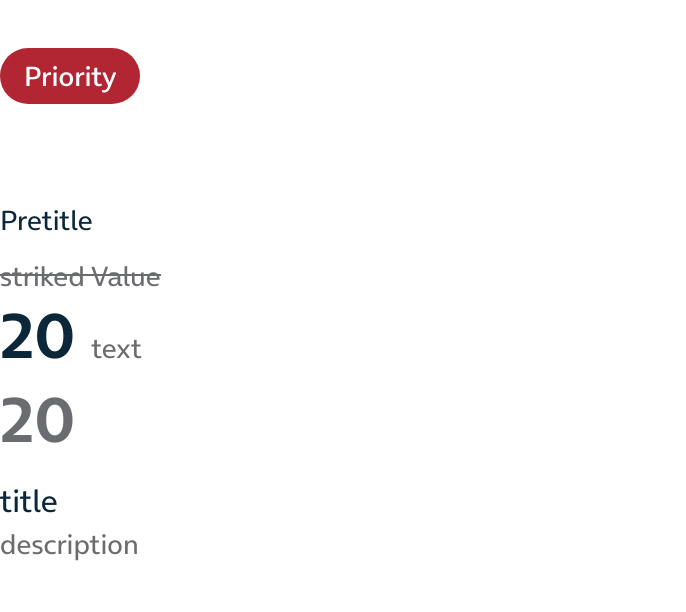 Priority
Pretitle
striked Value
20 text
20
title
description